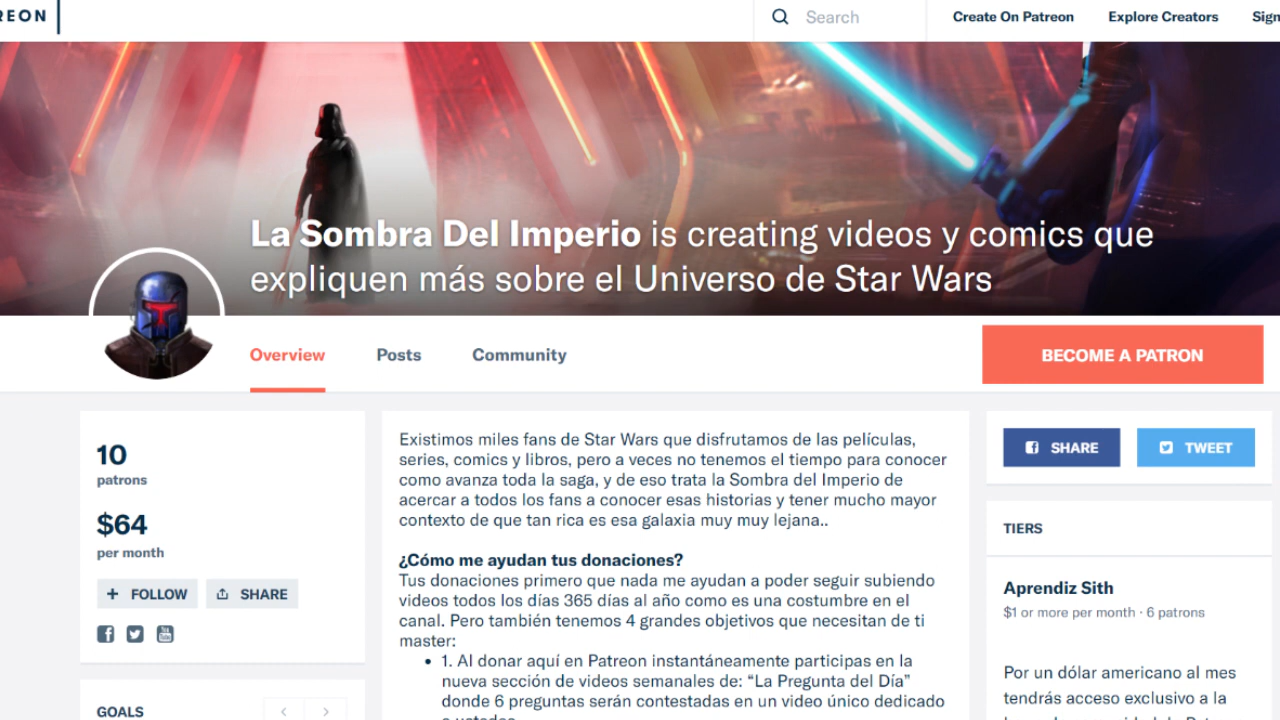 REON
Search
Create On Patreon
Explore Creators
Sign
La Sombra Del Imperio is creating videos y comics que
expliquen más sobre el Universo de Star Wars
Overview
Posts
Community
BECOME A PATRON
10
patrons
$64
per month
FOLLOW
SHARE
GOALS
Existimos miles fans de Star Wars que disfrutamos de las películas,
series, comics y libros, pero a veces no tenemos el tiempo para conocer
como avanza toda la saga, y de eso trata la Sombra del Imperio de
acercar a todos los fans a conocer esas historias y tener mucho mayor
contexto de que tan rica es esa galaxia muy muy lejana..
¿Cómo me ayudan tus donaciones?
Tus donaciones primero que nada me ayudan a poder seguir subiendo
videos todos los días 365 días al año como es una costumbre en el
canal. Pero también tenemos 4 grandes objetivos que necesitan de ti
master:
• 1. Al donar aquí en Patreon instantáneamente participas en la
nueva sección de videos semanales de: “La Pregunta del Día”
donde 6 preguntas serán contestadas en un video único dedicado
SHARE
TWEET
TIERS
Aprendiz Sith
$1 or more per month · 6 patrons
Por un dólar americano al mes
tendrás acceso exclusivo a la